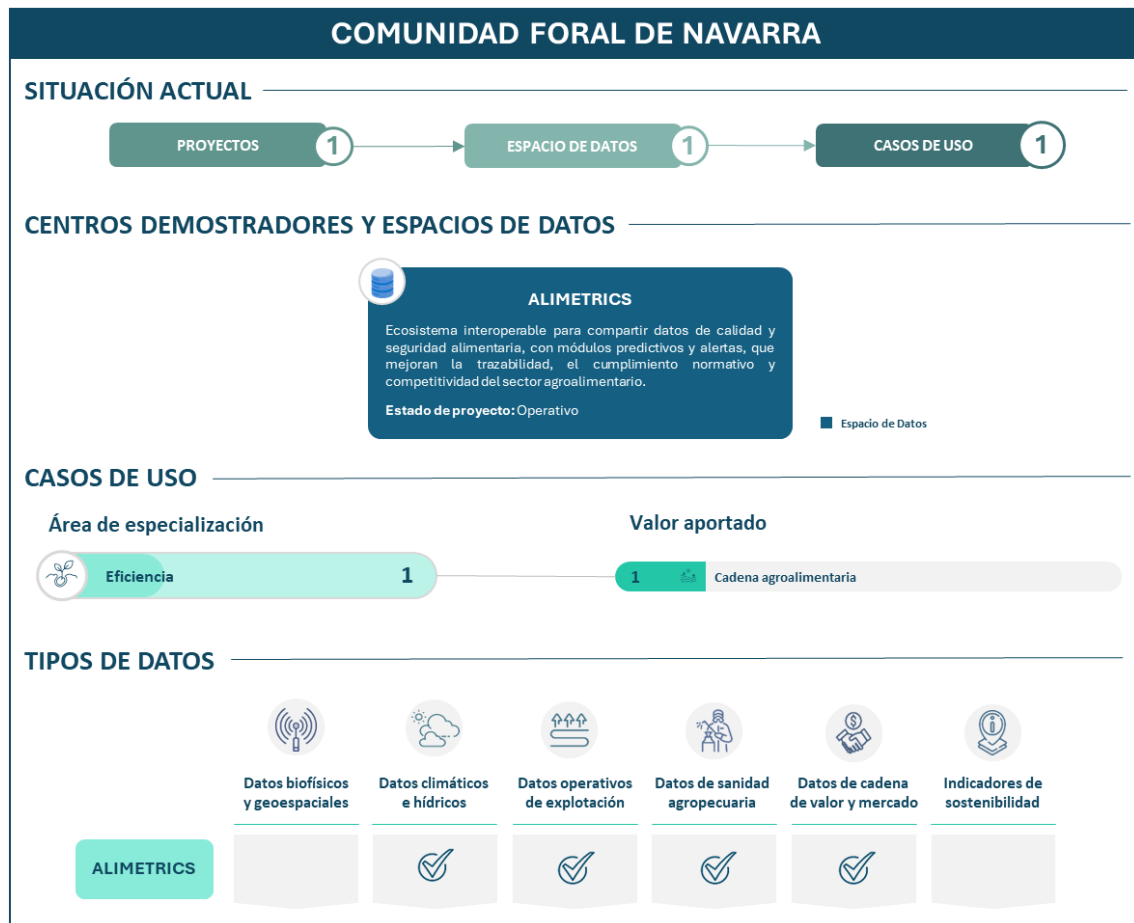 COMUNIDAD FORAL DE NAVARRA
SITUACIÓN ACTUAL
PROYECTOS 1
ESPACIO DE DATOS 1
CASOS DE USO 1
CENTROS DEMOSTRADORES Y ESPACIOS DE DATOS
ALIMETRICS
Ecosistema interoperable para compartir datos de calidad y
seguridad alimentaria, con módulos predictivos y alertas, que
mejoran la trazabilidad, el cumplimiento normativo y
competitividad del sector agroalimentario.
Estado de proyecto: Operativo
Espacio de Datos
CASOS DE USO
Área de especialización
Valor aportado
Eficiencia 1
1 Cadena agroalimentaria
TIPOS DE DATOS
Datos biofísicos
y geoespaciales
Datos climáticos
e hídricos
Datos operativos
de explotación
Datos de sanidad
agropecuaria
Datos de cadena
de valor y mercado
Indicadores de
sostenibilidad
ALIMETRICS